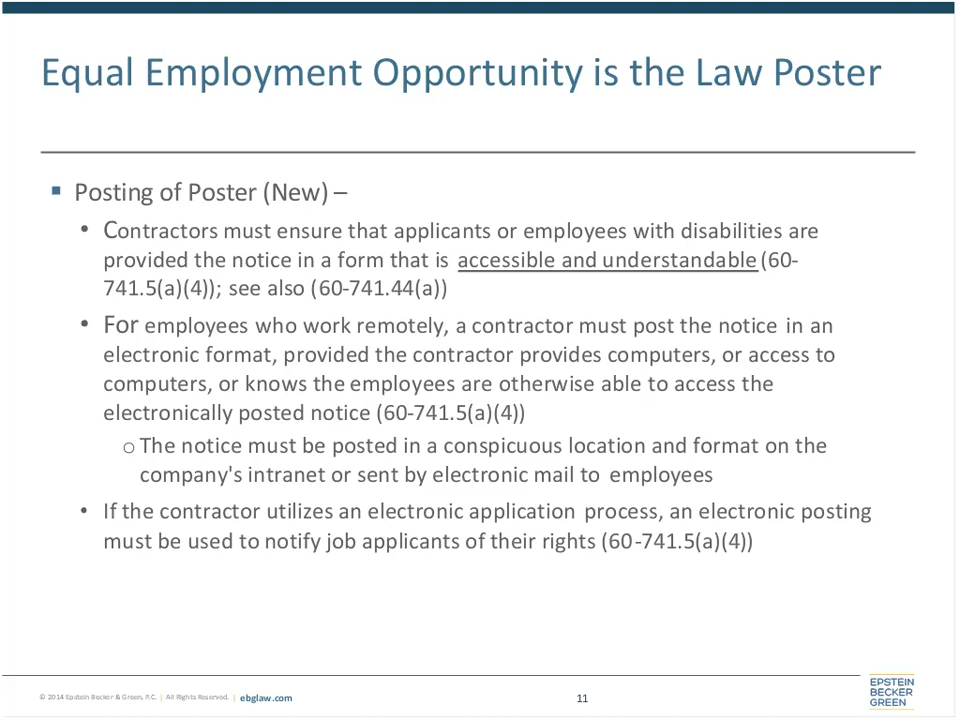 Equal Employment Opportunity is the Law Poster
▪ Posting of Poster (New) –
• Contractors must ensure that applicants or employees with disabilities are
provided the notice in a form that is accessible and understandable (60-
741.5(a)(4)); see also (60-741.44(a))
• For employees who work remotely, a contractor must post the notice in an
electronic format, provided the contractor provides computers, or access to
computers, or knows the employees are otherwise able to access the
electronically posted notice (60-741.5(a)(4))
o The notice must be posted in a conspicuous location and format on the
company's intranet or sent by electronic mail to employees
• If the contractor utilizes an electronic application process, an electronic posting
must be used to notify job applicants of their rights (60-741.5(a)(4))
© 2014 Epstein Becker & Green, P.C. | All Rights Reserved. | ebglaw.com
11
EPSTEIN
BECKER
GREEN